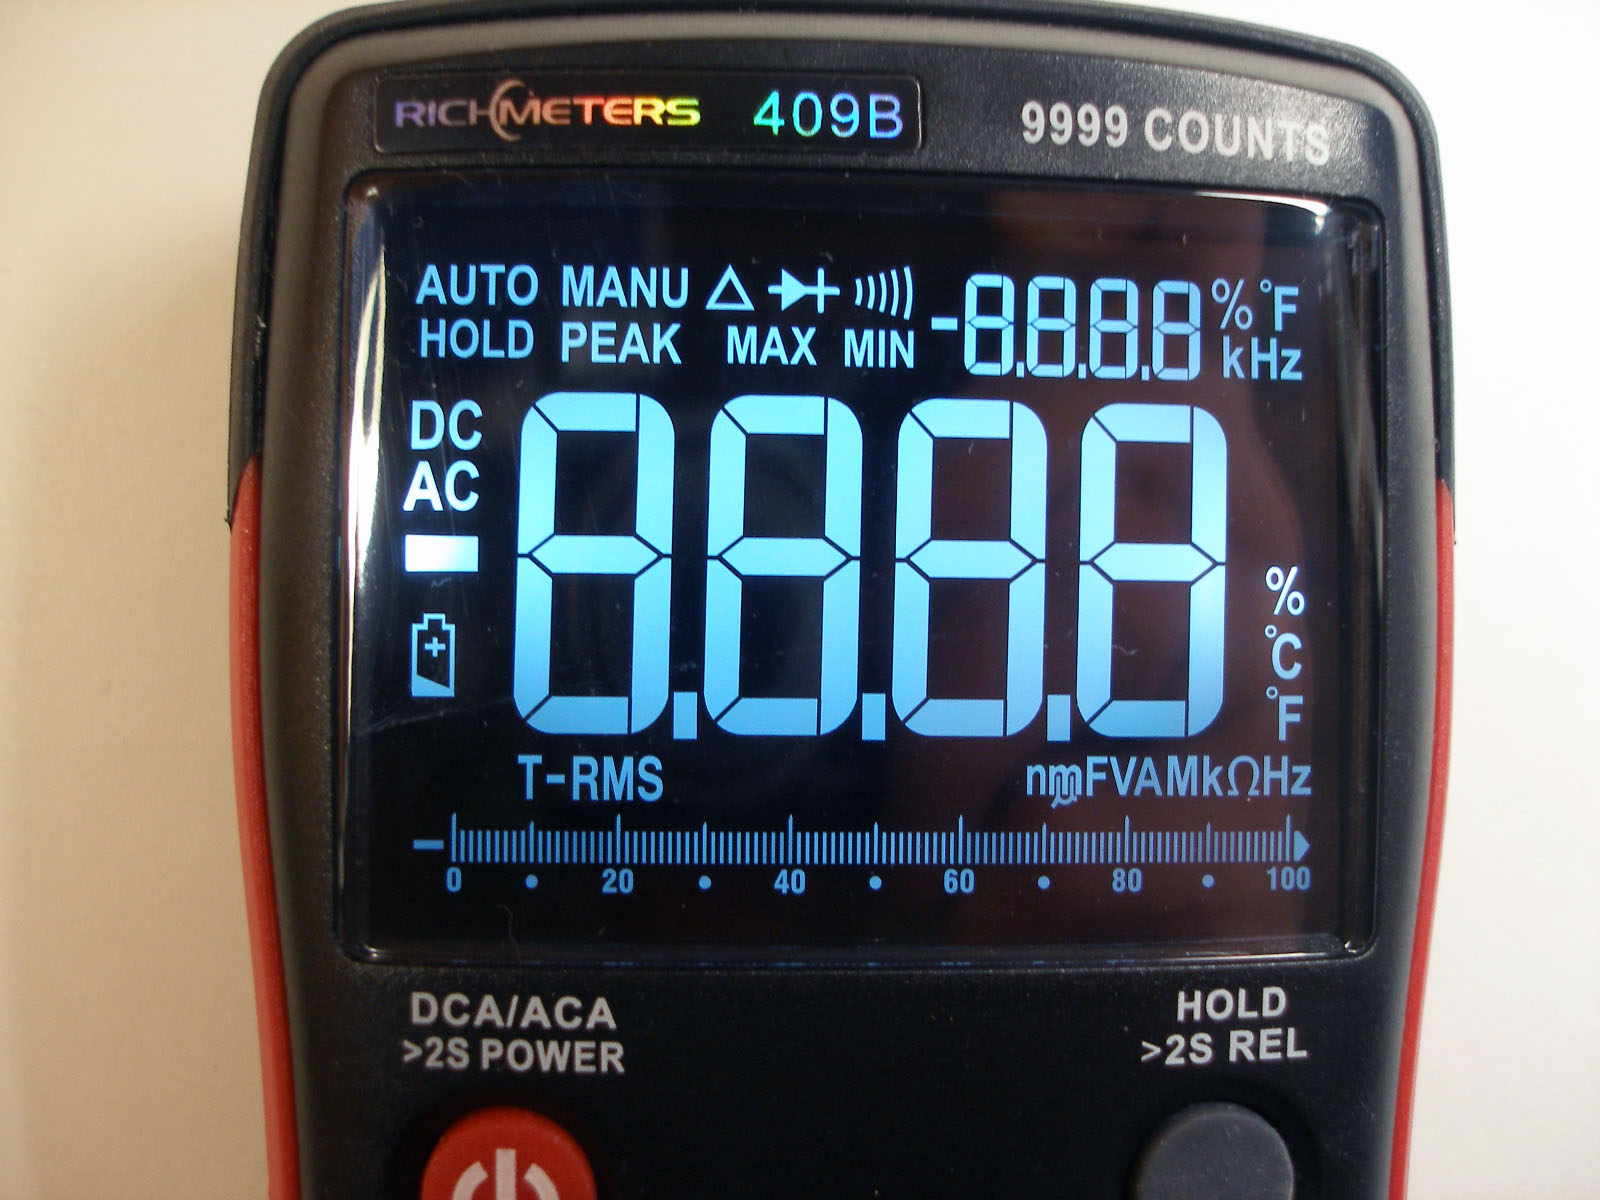 RICHMETERS 409B 9999 COUNTS
AUTO MANU △ -8.8.8.8 % °F
HOLD PEAK MAX MIN kHz
DC
AC
- 8.8.8.8
%
°C
°F
T-RMS nmµFVAMkΩHz
0 • 20 • 40 • 60 • 80 • 100
DCA/ACA HOLD
>2S POWER >2S REL